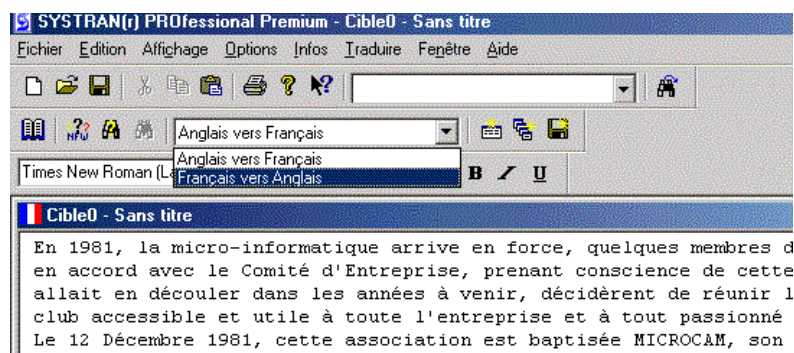 SYSTRAN(r) PROfessional Premium - Cible0 - Sans titre
Fichier Edition Affichage Options Infos Traduire Fenêtre Aide
NFW Anglais vers Français
Anglais vers Français
Times New Roman
Français vers Anglais
B I U
Cible0 - Sans titre
En 1981, la micro-informatique arrive en force, quelques membres d
en accord avec le Comité d'Entreprise, prenant conscience de cette
allait en découler dans les années à venir, décidèrent de réunir l
club accessible et utile à toute l'entreprise et à tout passionné
Le 12 Décembre 1981, cette association est baptisée MICROCAM, son